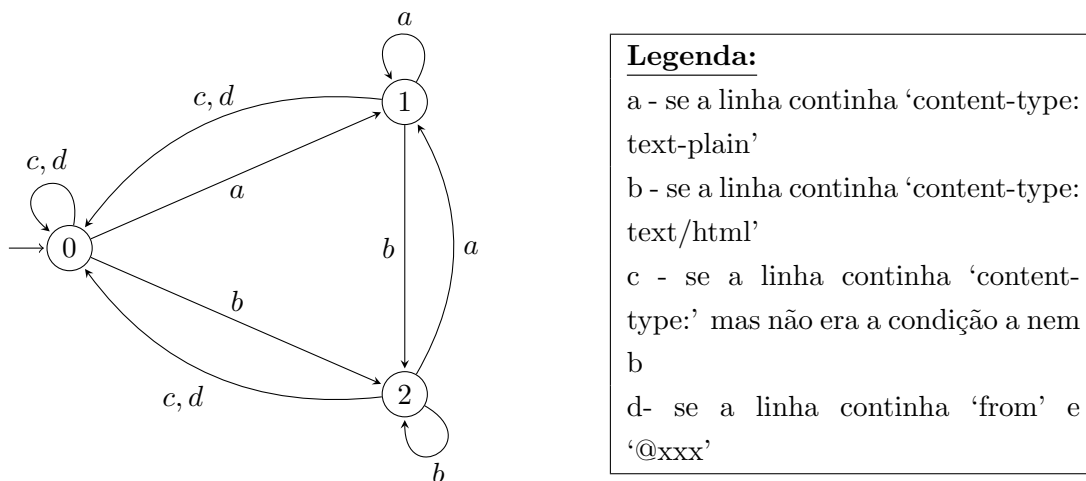 a
1
c, d
c, d
a
0
b
a
b
2
c, d
b
Legenda:
a - se a linha continha ‘content-type:
text-plain’
b - se a linha continha ‘content-type:
text/html’
c - se a linha continha ‘content-
type:’ mas não era a condição a nem
b
d- se a linha continha ‘from’ e
‘@xxx’